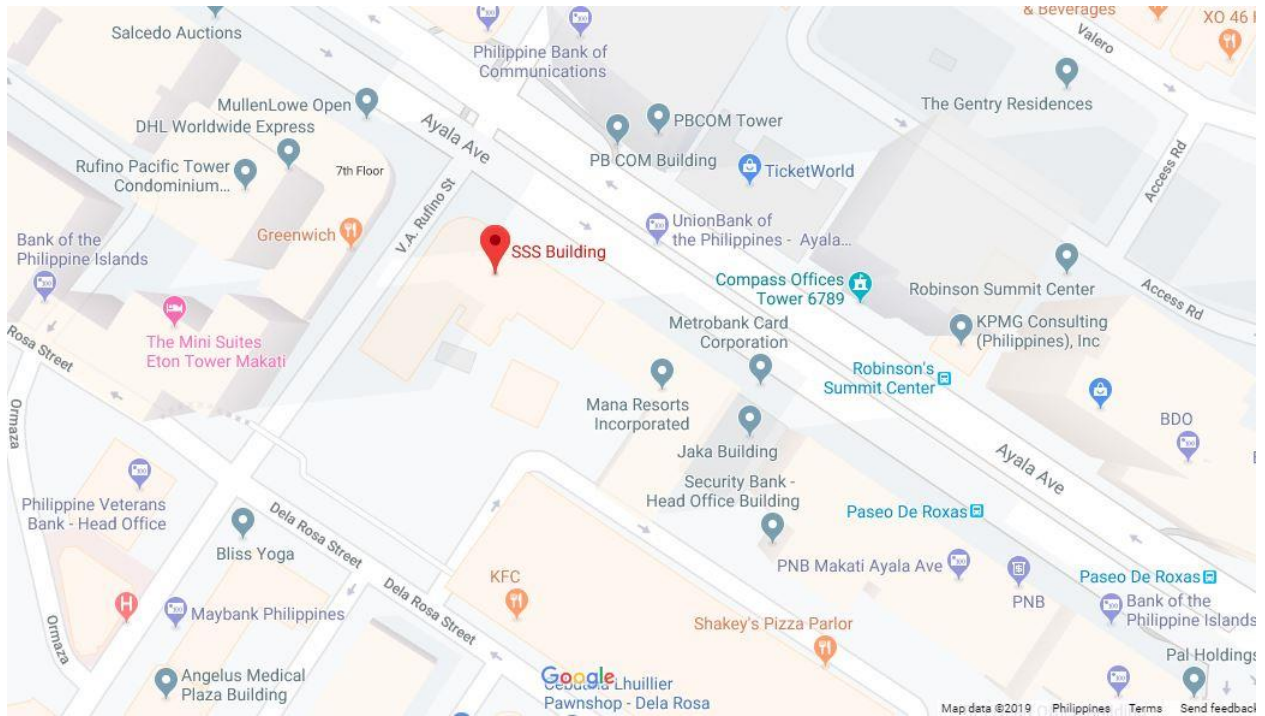 Salcedo Auctions
Philippine Bank of
Communications
& Beverages
XO 46
Valero
The Gentry Residences
MullenLowe Open
DHL Worldwide Express
Ayala Ave
PBCOM Tower
PB COM Building
TicketWorld
Rufino Pacific Tower
Condominium...
7th Floor
V.A. Rufino St
Access Rd
Greenwich
SSS Building
UnionBank of
the Philippines - Ayala...
Bank of the
Philippine Islands
Compass Offices
Tower 6789
Robinson Summit Center
Access Rd
The Mini Suites
Eton Tower Makati
Metrobank Card
Corporation
KPMG Consulting
(Philippines), Inc
Rosa Street
Robinson's
Summit Center
Ormaza
Mana Resorts
Incorporated
Jaka Building
BDO
Ayala Ave
Security Bank -
Head Office Building
Philippine Veterans
Bank - Head Office
Dela Rosa Street
Bliss Yoga
Paseo De Roxas
KFC
PNB Makati Ayala Ave
PNB
Paseo De Roxas
Dela Rosa Street
Maybank Philippines
H
Bank of the
Philippine Islands
Ormaza
Shakey's Pizza Parlor
Angelus Medical
Plaza Building
Google
Lhuillier
Pawnshop - Dela Rosa
Pal Holdings
Map data ©2019 Philippines Terms Send feedback